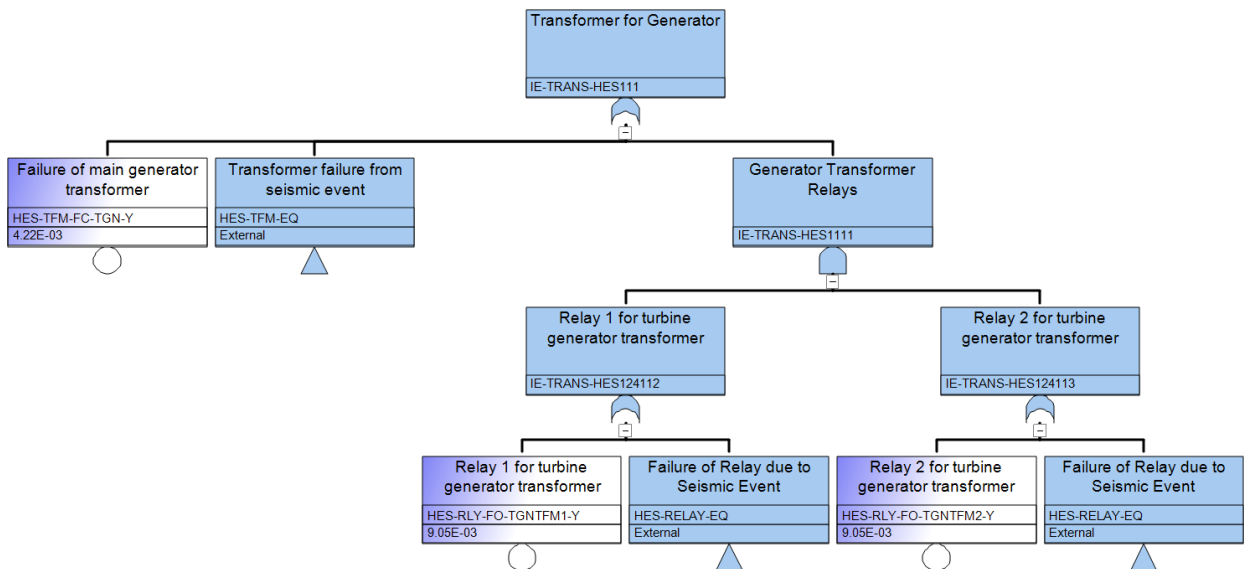 Transformer for Generator
IE-TRANS-HES111
Failure of main generator
transformer
HES-TFM-FC-TGN-Y
4.22E-03
Transformer failure from
seismic event
HES-TFM-EQ
External
Generator Transformer
Relays
IE-TRANS-HES1111
Relay 1 for turbine
generator transformer
IE-TRANS-HES124112
Relay 2 for turbine
generator transformer
IE-TRANS-HES124113
Relay 1 for turbine
generator transformer
HES-RLY-FO-TGNTFM1-Y
9.05E-03
Failure of Relay due to
Seismic Event
HES-RELAY-EQ
External
Relay 2 for turbine
generator transformer
HES-RLY-FO-TGNTFM2-Y
9.05E-03
Failure of Relay due to
Seismic Event
HES-RELAY-EQ
External